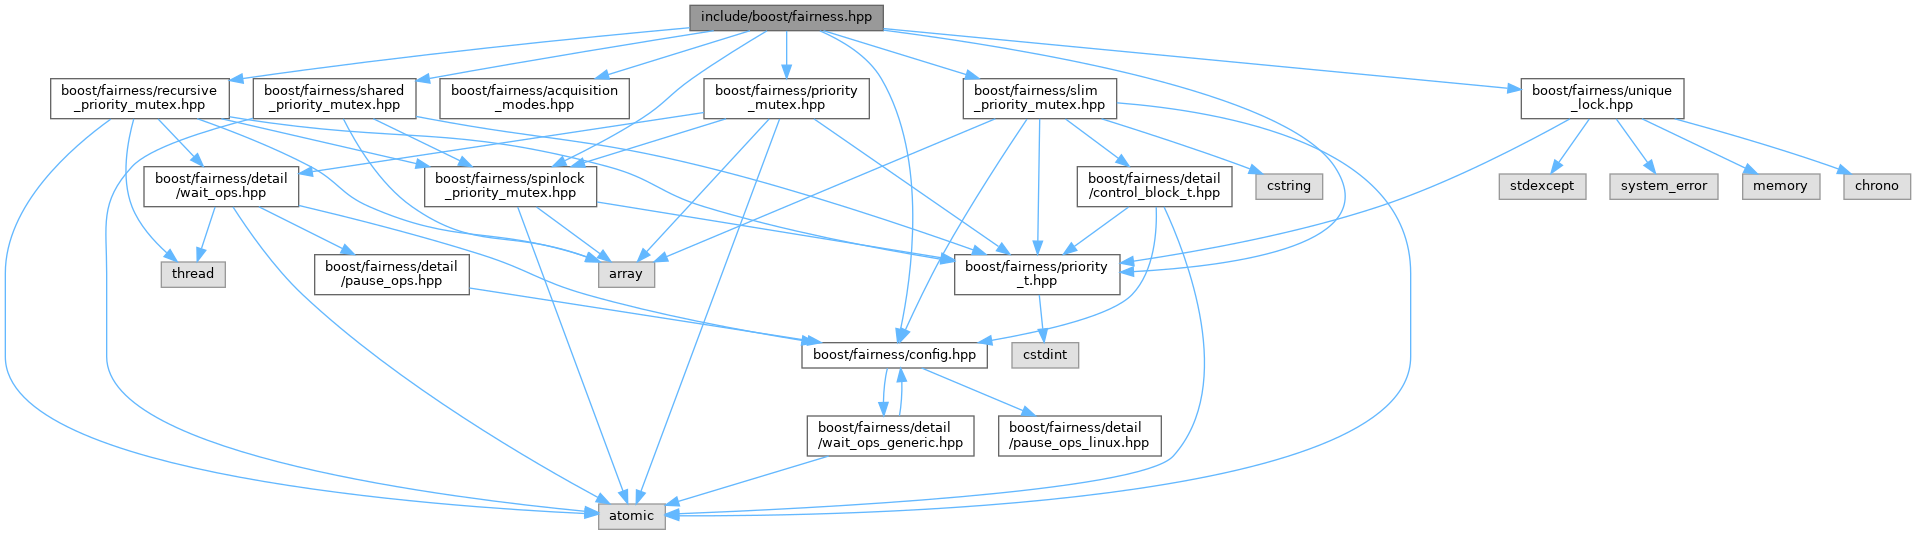 include/boost/fairness.hpp
boost/fairness/recursive
_priority_mutex.hpp
boost/fairness/shared
_priority_mutex.hpp
boost/fairness/acquisition
_modes.hpp
boost/fairness/priority
_mutex.hpp
boost/fairness/slim
_priority_mutex.hpp
boost/fairness/unique
_lock.hpp
boost/fairness/detail
/wait_ops.hpp
boost/fairness/spinlock
_priority_mutex.hpp
boost/fairness/detail
/control_block_t.hpp
cstring
stdexcept
system_error
memory
chrono
thread
boost/fairness/detail
/pause_ops.hpp
array
boost/fairness/priority
_t.hpp
boost/fairness/config.hpp
cstdint
boost/fairness/detail
/wait_ops_generic.hpp
boost/fairness/detail
/pause_ops_linux.hpp
atomic